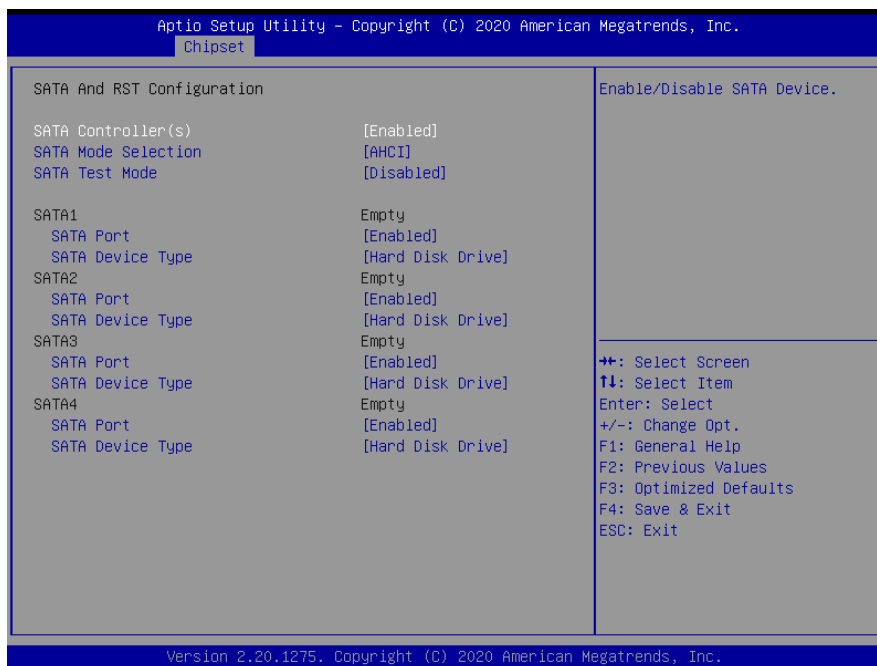 Aptio Setup Utility – Copyright (C) 2020 American Megatrends, Inc.
Chipset
SATA And RST Configuration
SATA Controller(s) [Enabled]
SATA Mode Selection [AHCI]
SATA Test Mode [Disabled]
SATA1 Empty
SATA Port [Enabled]
SATA Device Type [Hard Disk Drive]
SATA2 Empty
SATA Port [Enabled]
SATA Device Type [Hard Disk Drive]
SATA3 Empty
SATA Port [Enabled]
SATA Device Type [Hard Disk Drive]
SATA4 Empty
SATA Port [Enabled]
SATA Device Type [Hard Disk Drive]
Enable/Disable SATA Device.
→←: Select Screen
↑↓: Select Item
Enter: Select
+/-: Change Opt.
F1: General Help
F2: Previous Values
F3: Optimized Defaults
F4: Save & Exit
ESC: Exit
Version 2.20.1275. Copyright (C) 2020 American Megatrends, Inc.